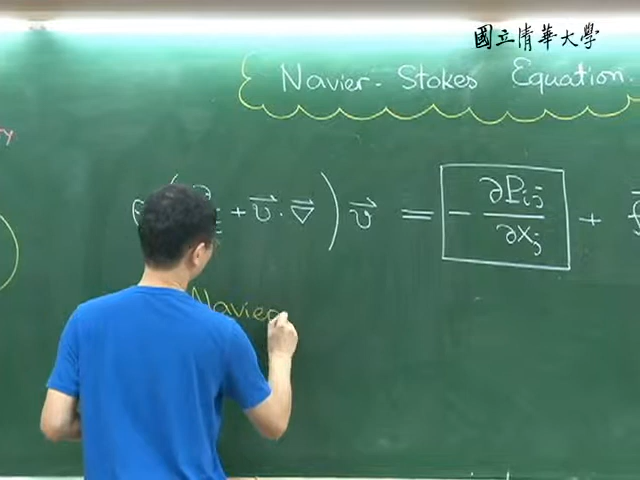 國立清華大學
Navier - Stokes Equation.
+ v⃗ · ∇⃗ ) v⃗ = - ∂Pij / ∂xj +
Navier